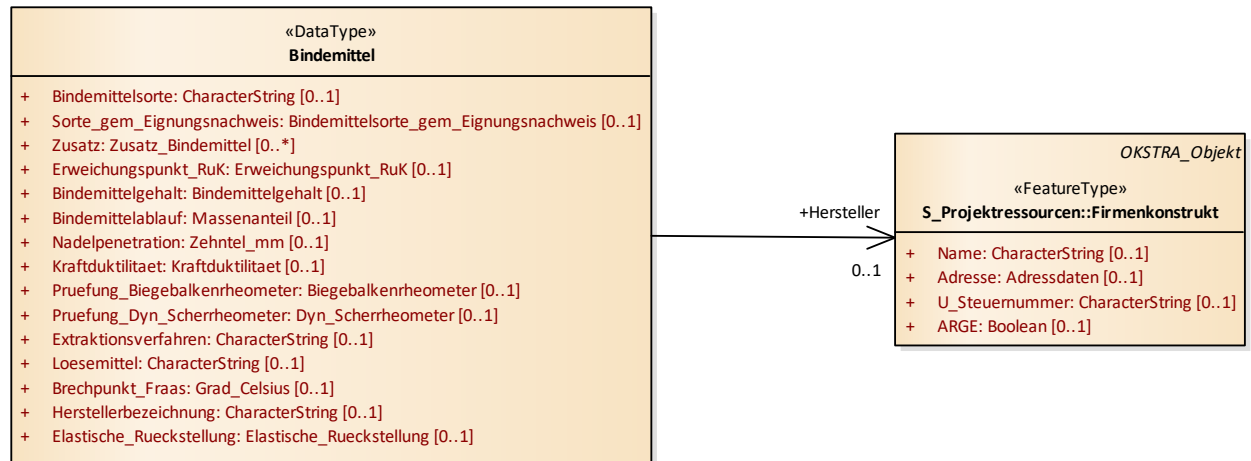 «DataType»
Bindemittel
+ Bindemittelsorte: CharacterString [0..1]
+ Sorte_gem_Eignungsnachweis: Bindemittelsorte_gem_Eignungsnachweis [0..1]
+ Zusatz: Zusatz_Bindemittel [0..*]
+ Erweichungspunkt_RuK: Erweichungspunkt_RuK [0..1]
+ Bindemittelgehalt: Bindemittelgehalt [0..1]
+ Bindemittelablauf: Massenanteil [0..1]
+ Nadelpenetration: Zehntel_mm [0..1]
+ Kraftduktilitaet: Kraftduktilitaet [0..1]
+ Pruefung_Biegebalkenrheometer: Biegebalkenrheometer [0..1]
+ Pruefung_Dyn_Scherrheometer: Dyn_Scherrheometer [0..1]
+ Extraktionsverfahren: CharacterString [0..1]
+ Loesemittel: CharacterString [0..1]
+ Brechpunkt_Fraas: Grad_Celsius [0..1]
+ Herstellerbezeichnung: CharacterString [0..1]
+ Elastische_Rueckstellung: Elastische_Rueckstellung [0..1]
+Hersteller
0..1
OKSTRA_Objekt
«FeatureType»
S_Projektressourcen::Firmenkonstrukt
+ Name: CharacterString [0..1]
+ Adresse: Adressdaten [0..1]
+ U_Steuernummer: CharacterString [0..1]
+ ARGE: Boolean [0..1]